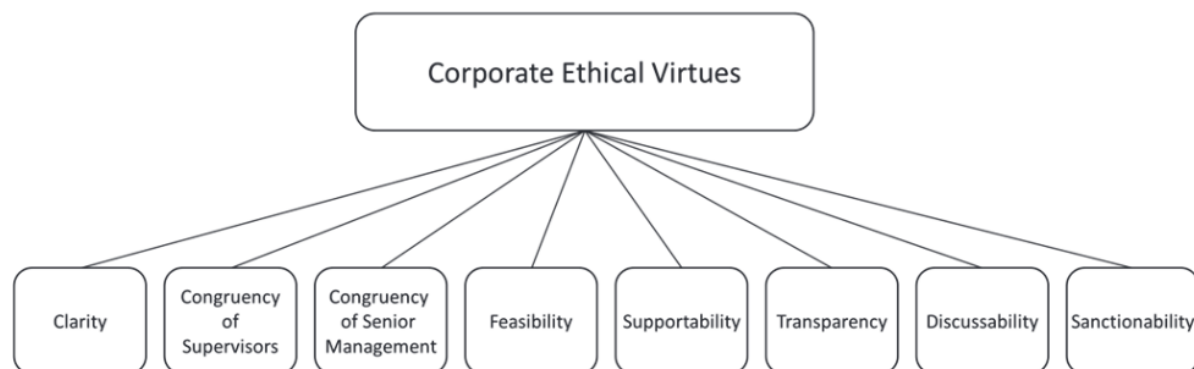 Corporate Ethical Virtues
Clarity
Congruency
of
Supervisors
Congruency
of Senior
Management
Feasibility
Supportability
Transparency
Discussability
Sanctionability